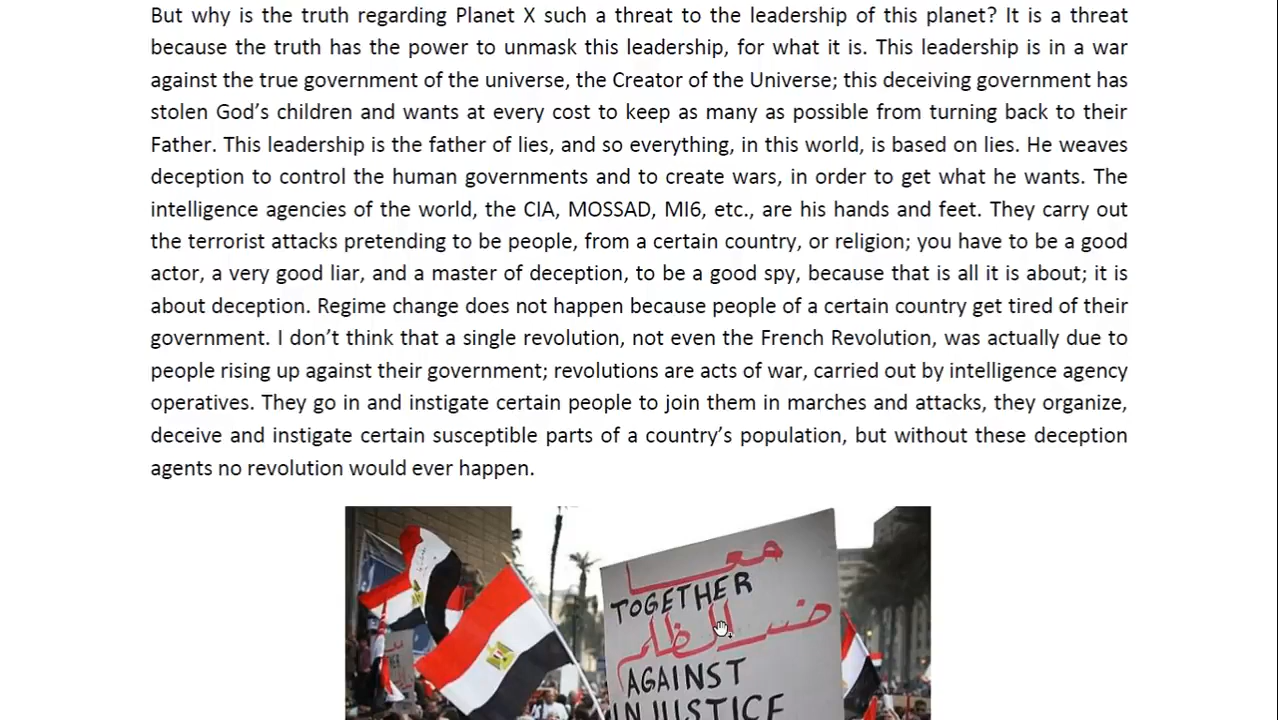 But why is the truth regarding Planet X such a threat to the leadership of this planet? It is a threat
because the truth has the power to unmask this leadership, for what it is. This leadership is in a war
against the true government of the universe, the Creator of the Universe; this deceiving government has
stolen God’s children and wants at every cost to keep as many as possible from turning back to their
Father. This leadership is the father of lies, and so everything, in this world, is based on lies. He weaves
deception to control the human governments and to create wars, in order to get what he wants. The
intelligence agencies of the world, the CIA, MOSSAD, MI6, etc., are his hands and feet. They carry out
the terrorist attacks pretending to be people, from a certain country, or religion; you have to be a good
actor, a very good liar, and a master of deception, to be a good spy, because that is all it is about; it is
about deception. Regime change does not happen because people of a certain country get tired of their
government. I don’t think that a single revolution, not even the French Revolution, was actually due to
people rising up against their government; revolutions are acts of war, carried out by intelligence agency
operatives. They go in and instigate certain people to join them in marches and attacks, they organize,
deceive and instigate certain susceptible parts of a country’s population, but without these deception
agents no revolution would ever happen.
معا
TOGETHER
ضد الظلم
AGAINST
INJUSTICE